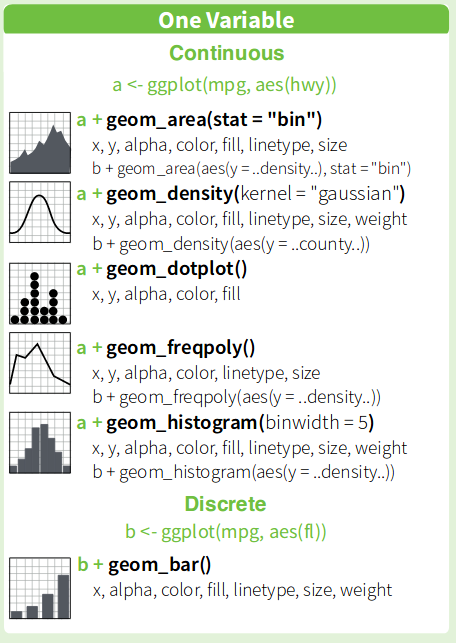 One Variable
Continuous
a <- ggplot(mpg, aes(hwy))
a + geom_area(stat = "bin")
x, y, alpha, color, fill, linetype, size
b + geom_area(aes(y = ..density..), stat = "bin")
a + geom_density(kernel = "gaussian")
x, y, alpha, color, fill, linetype, size, weight
b + geom_density(aes(y = ..county..))
a + geom_dotplot()
x, y, alpha, color, fill
a + geom_freqpoly()
x, y, alpha, color, linetype, size
b + geom_freqpoly(aes(y = ..density..))
a + geom_histogram(binwidth = 5)
x, y, alpha, color, fill, linetype, size, weight
b + geom_histogram(aes(y = ..density..))
Discrete
b <- ggplot(mpg, aes(fl))
b + geom_bar()
x, alpha, color, fill, linetype, size, weight